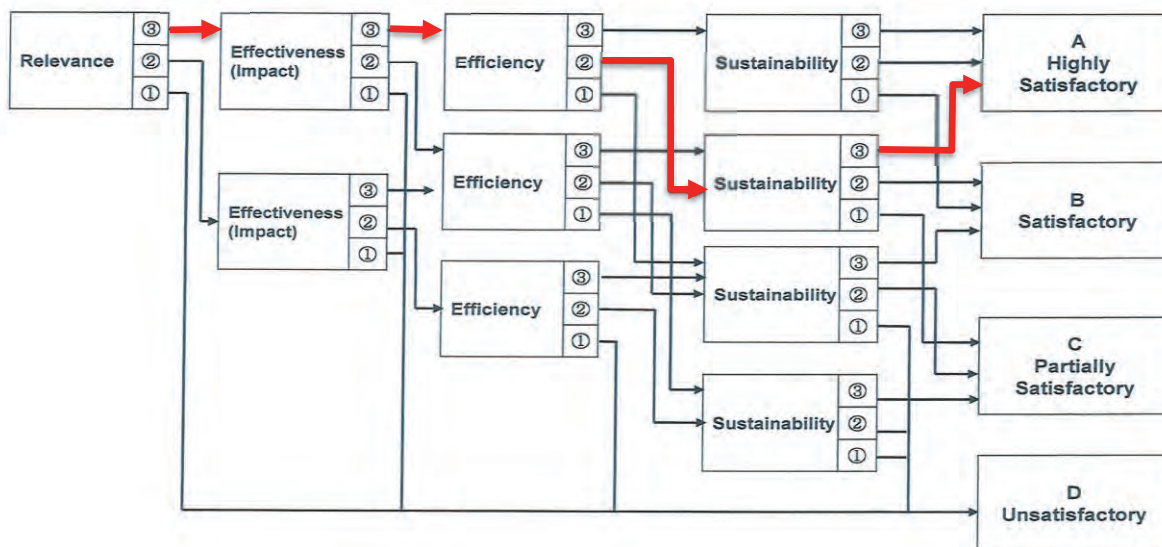 Relevance
③
②
①
Effectiveness
(Impact)
③
②
①
Effectiveness
(Impact)
③
②
①
Efficiency
③
②
①
Efficiency
③
②
①
Efficiency
③
②
①
Sustainability
③
②
①
Sustainability
③
②
①
Sustainability
③
②
①
Sustainability
③
②
①
A
Highly
Satisfactory
B
Satisfactory
C
Partially
Satisfactory
D
Unsatisfactory